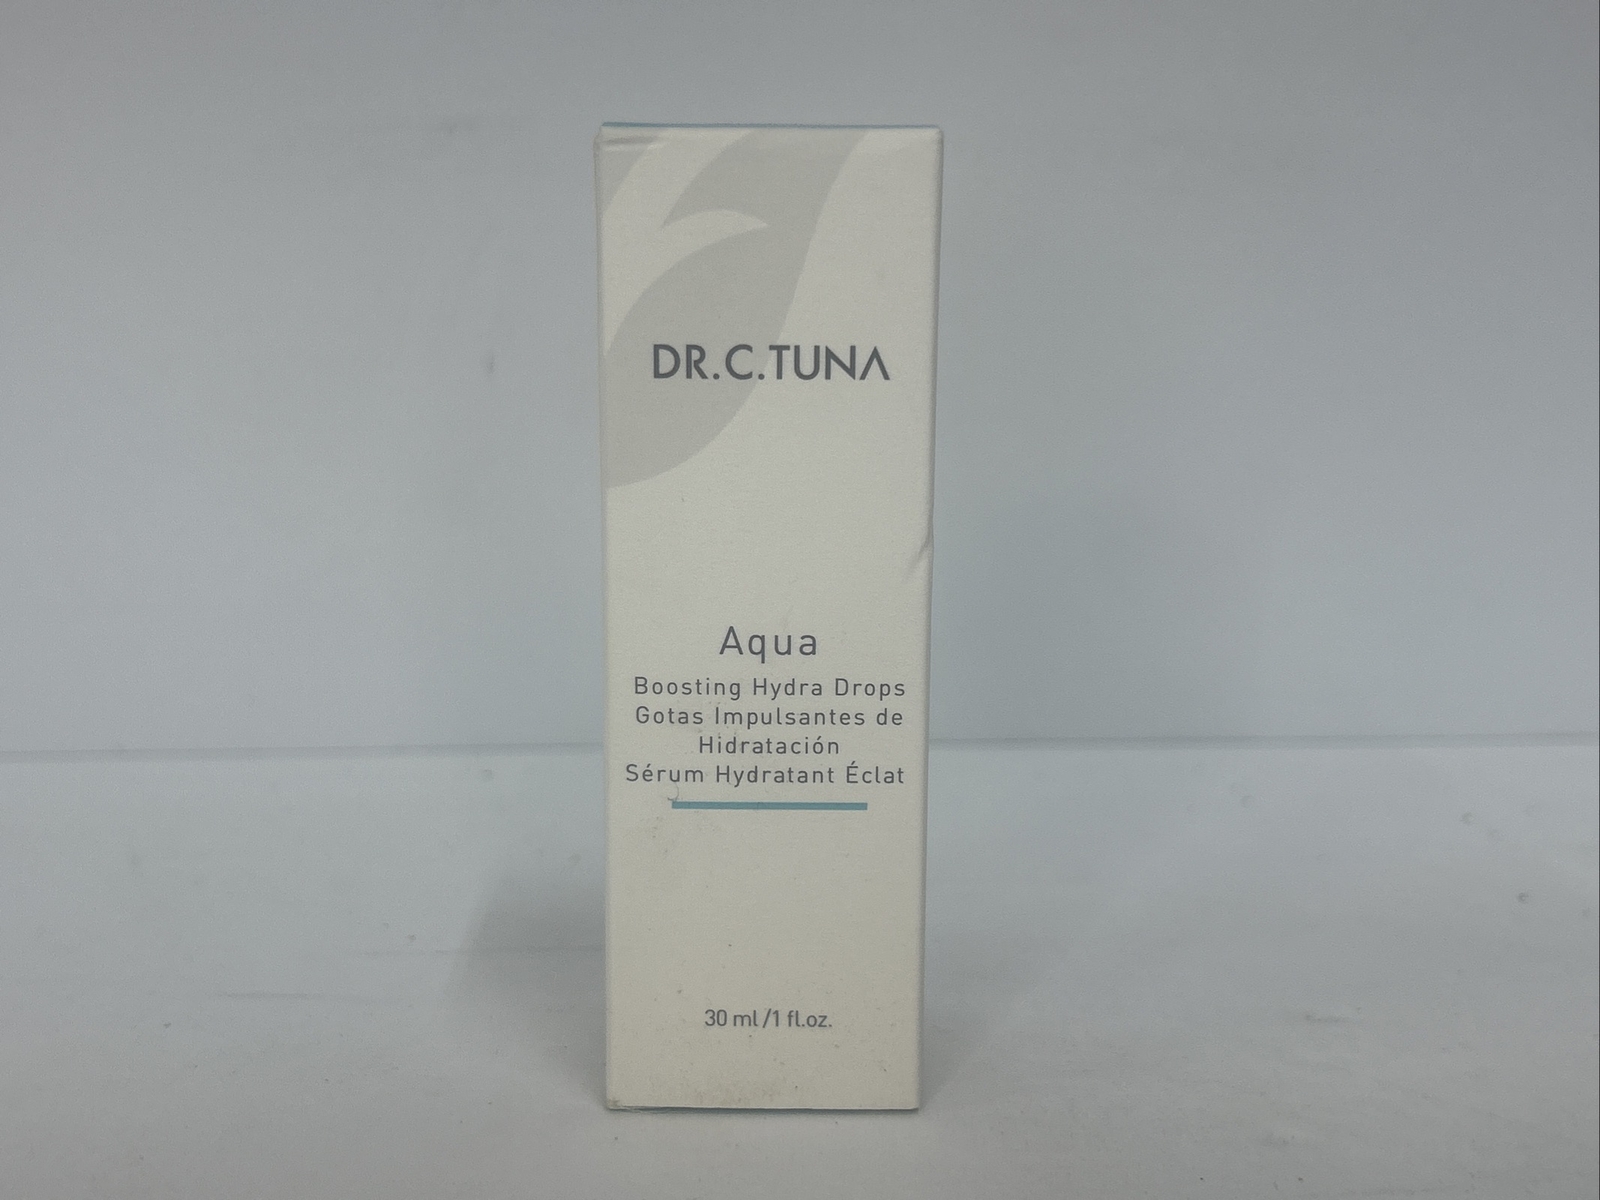 DR.C.TUNA
Aqua
Boosting Hydra Drops
Gotas Impulsantes de
Hidratación
Sérum Hydratant Éclat
30 ml/1 fl.oz.